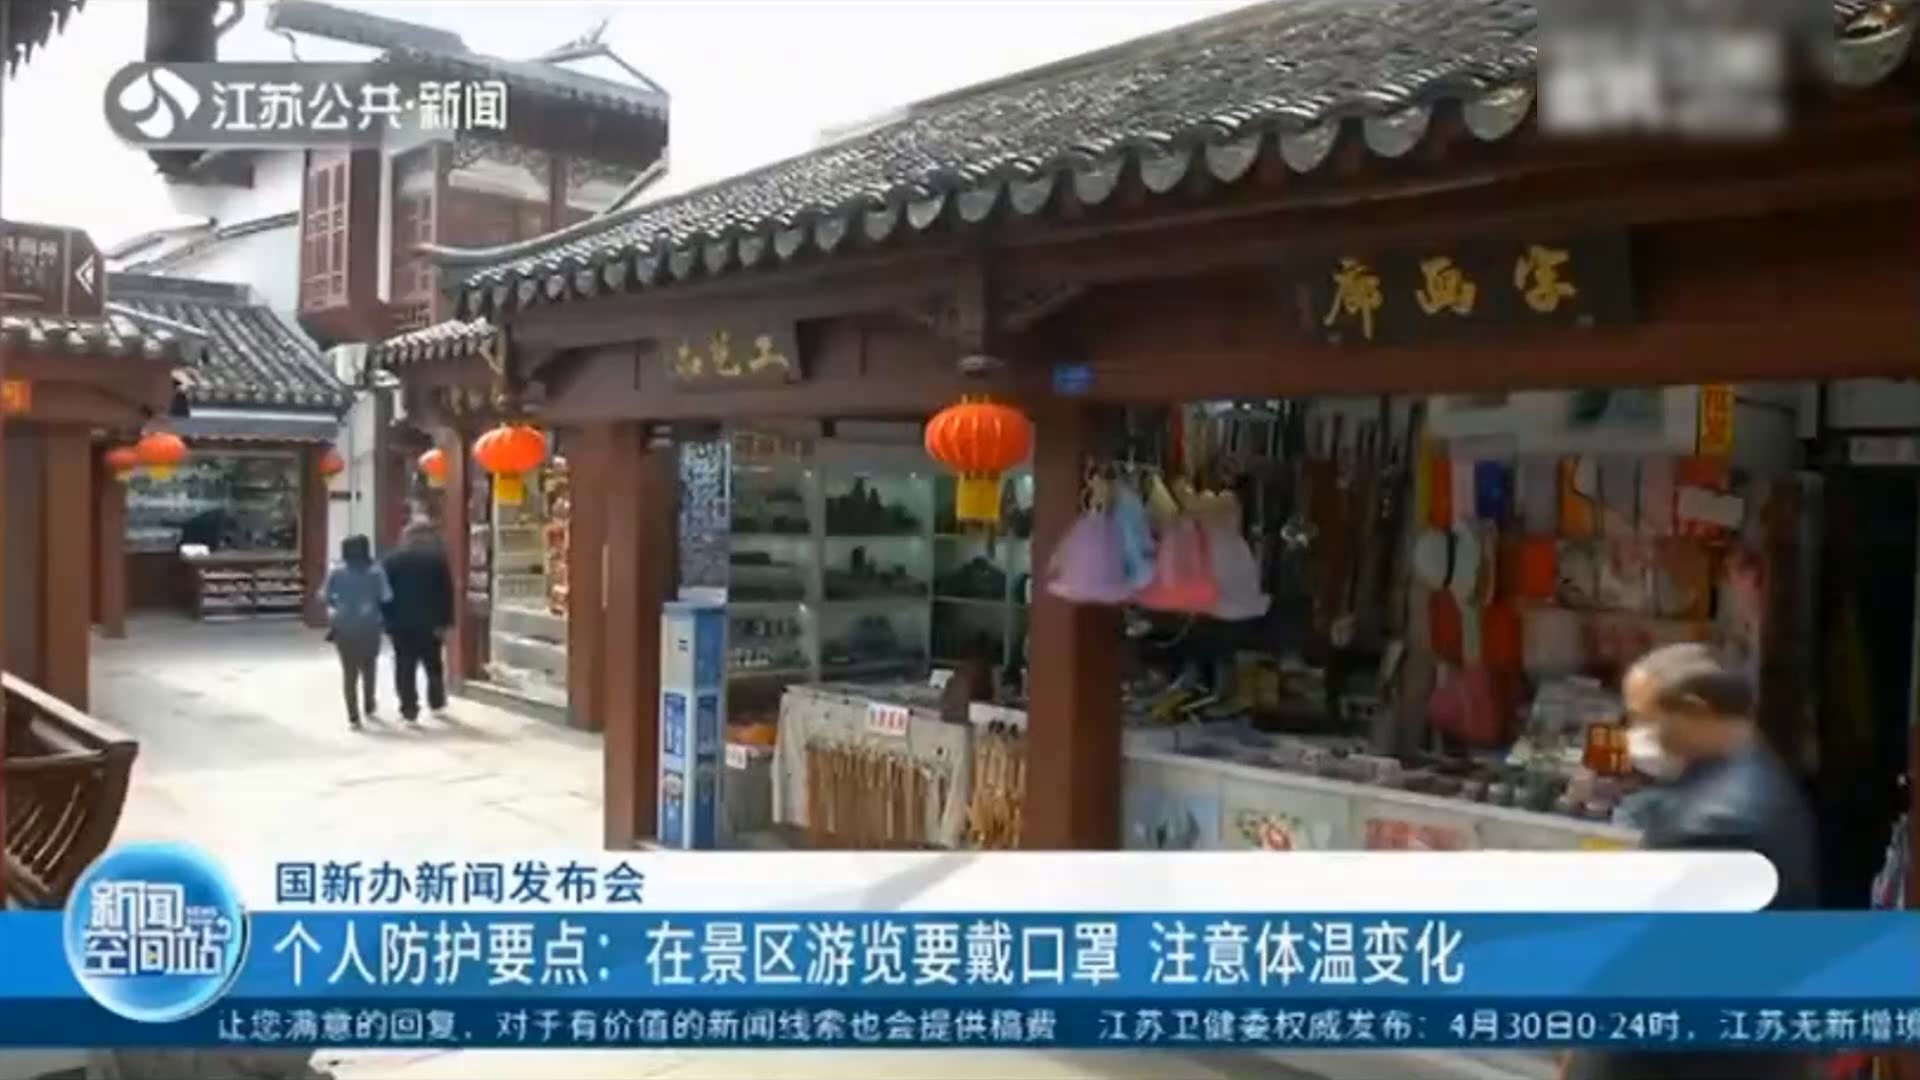 江苏公共·新闻
字画廊
工艺品
国新办新闻发布会
新闻空间站
个人防护要点：在景区游览要戴口罩 注意体温变化
让您满意的回复，对于有价值的新闻线索也会提供稿费 江苏卫健委权威发布：4月30日0-24时，江苏无新增境